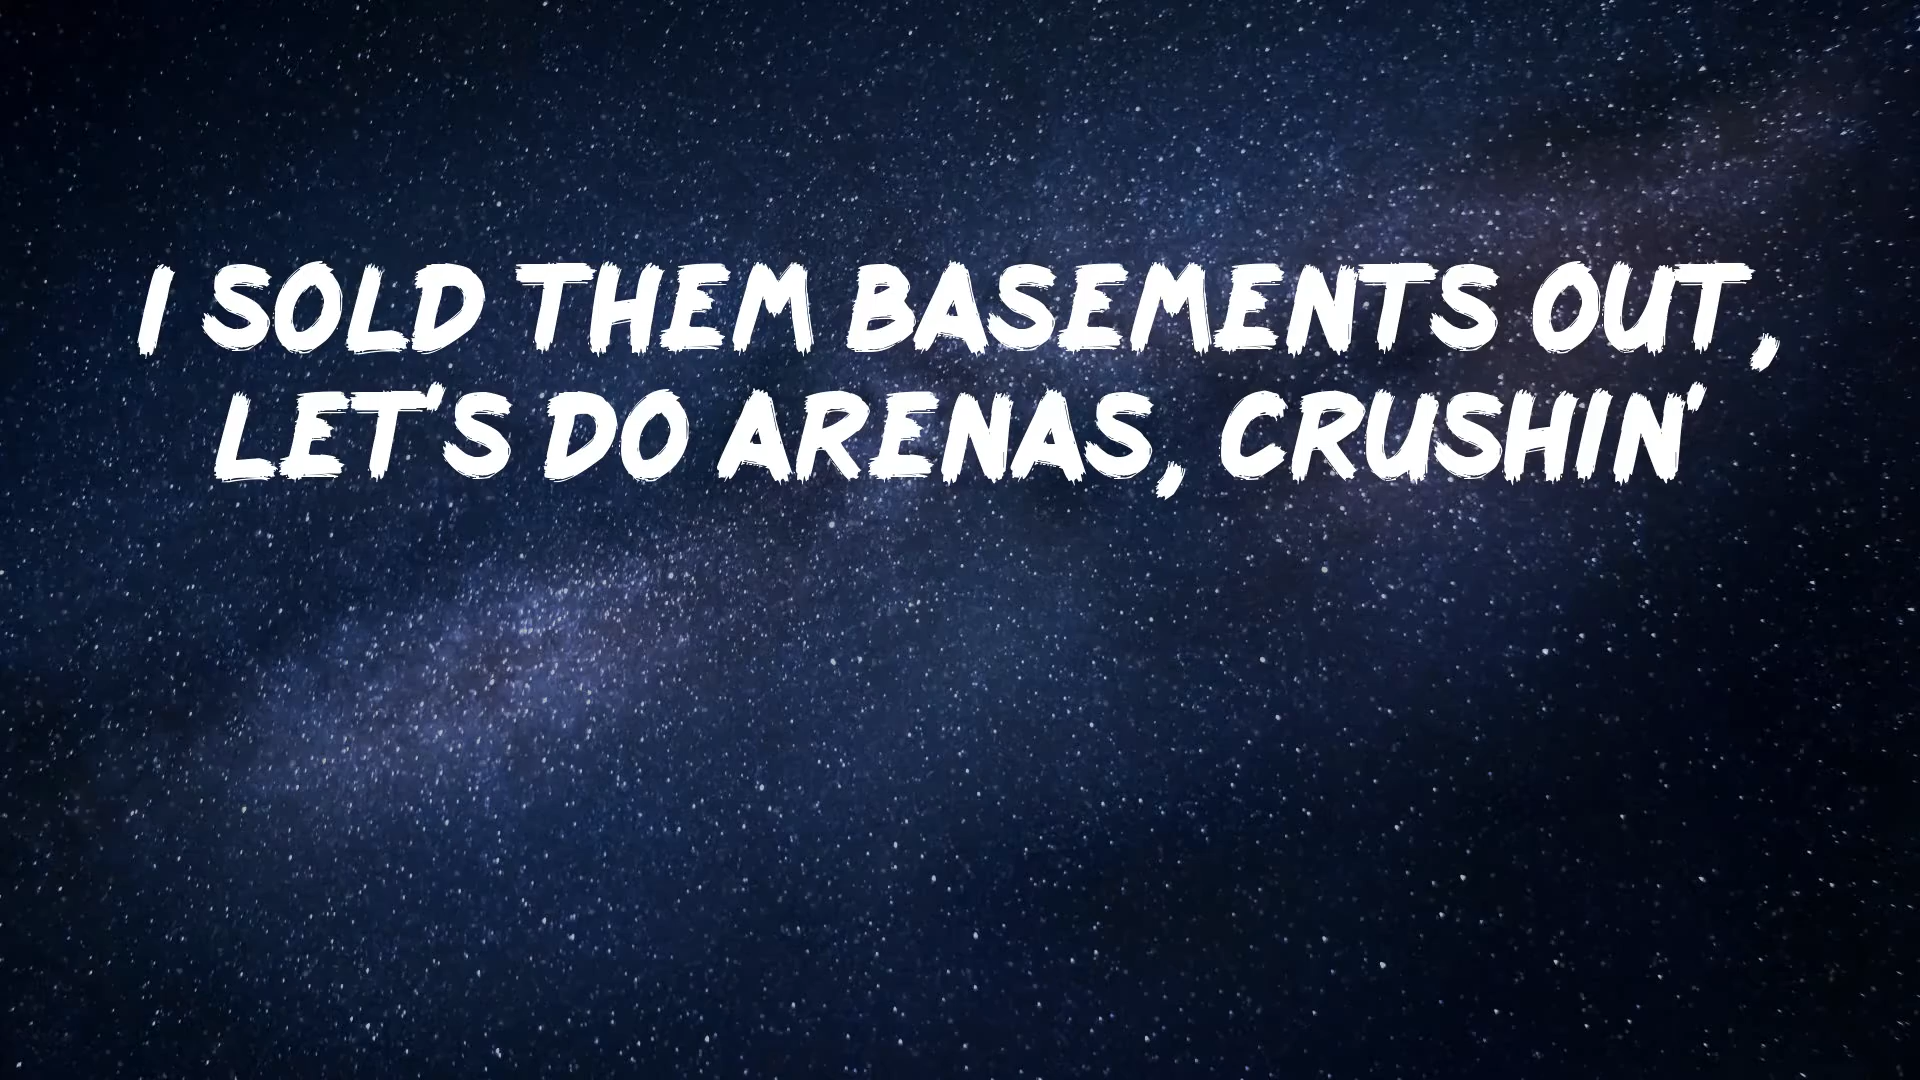 I SOLD THEM BASEMENTS OUT,
LET'S DO ARENAS, CRUSHIN'